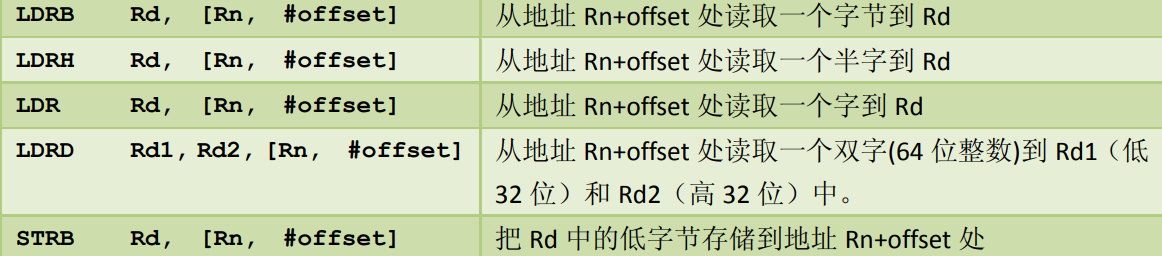 LDRB Rd, [Rn, #offset] 从地址 Rn+offset 处读取一个字节到 Rd
LDRH Rd, [Rn, #offset] 从地址 Rn+offset 处读取一个半字到 Rd
LDR Rd, [Rn, #offset] 从地址 Rn+offset 处读取一个字到 Rd
LDRD Rd1, Rd2, [Rn, #offset] 从地址 Rn+offset 处读取一个双字(64 位整数)到 Rd1（低
32 位）和 Rd2（高 32 位）中。
STRB Rd, [Rn, #offset] 把 Rd 中的低字节存储到地址 Rn+offset 处